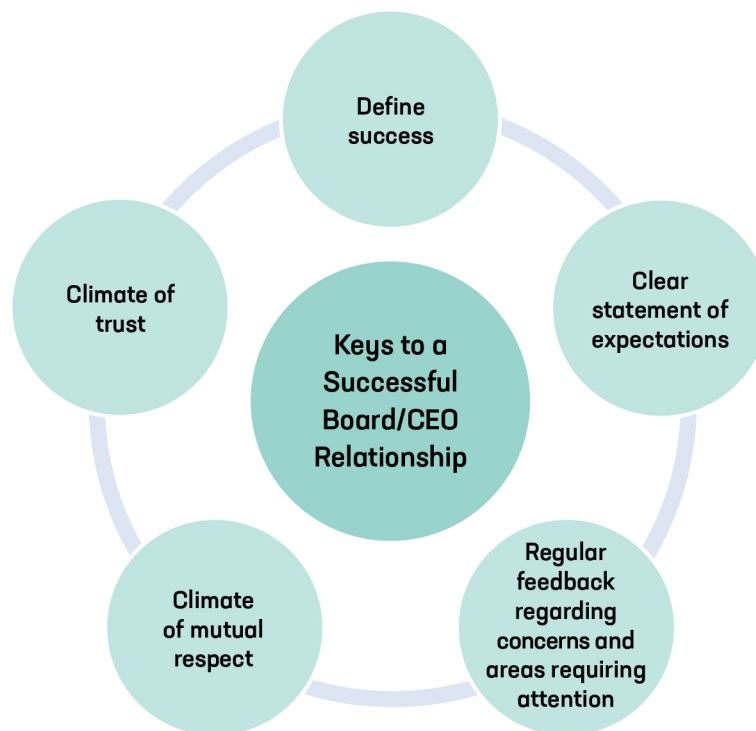 Define
success
Clear
statement of
expectations
Regular
feedback
regarding
concerns and
areas requiring
attention
Climate
of mutual
respect
Climate of
trust
Keys to a
Successful
Board/CEO
Relationship